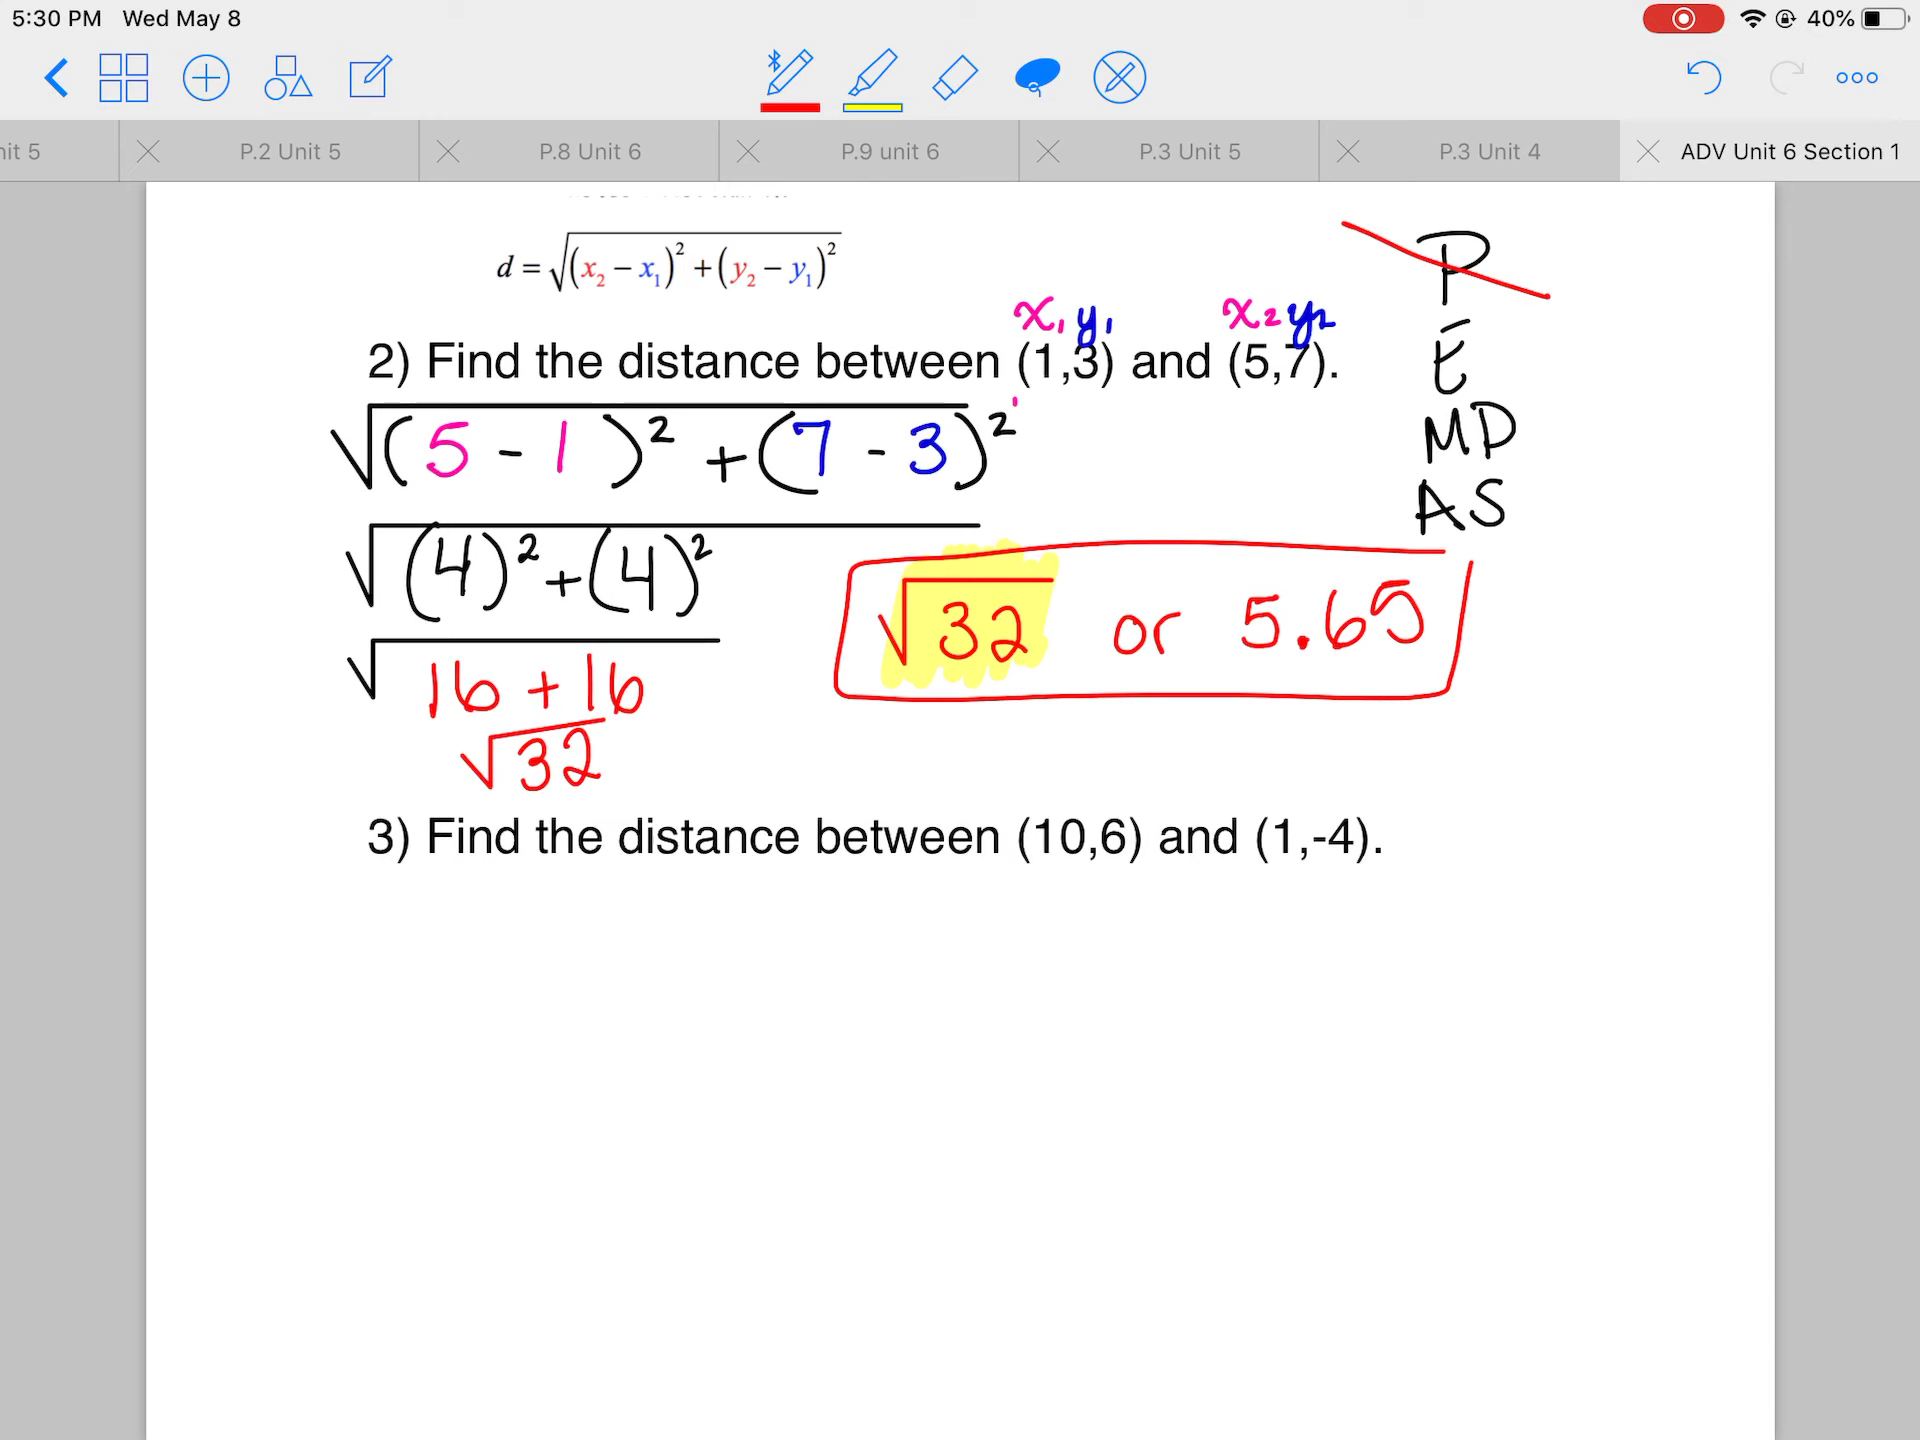 5:30 PM Wed May 8
40%
nit 5
P.2 Unit 5
P.8 Unit 6
P.9 unit 6
P.3 Unit 5
P.3 Unit 4
ADV Unit 6 Section 1
d = √(x₂ − x₁)² + (y₂ − y₁)²
P
E
MD
AS
x₁ y₁ x₂ y₂
2) Find the distance between (1,3) and (5,7).
√(5 - 1)² + (7 - 3)²
√(4)² + (4)²
√16 + 16
√32
√32 or 5.65
3) Find the distance between (10,6) and (1,-4).